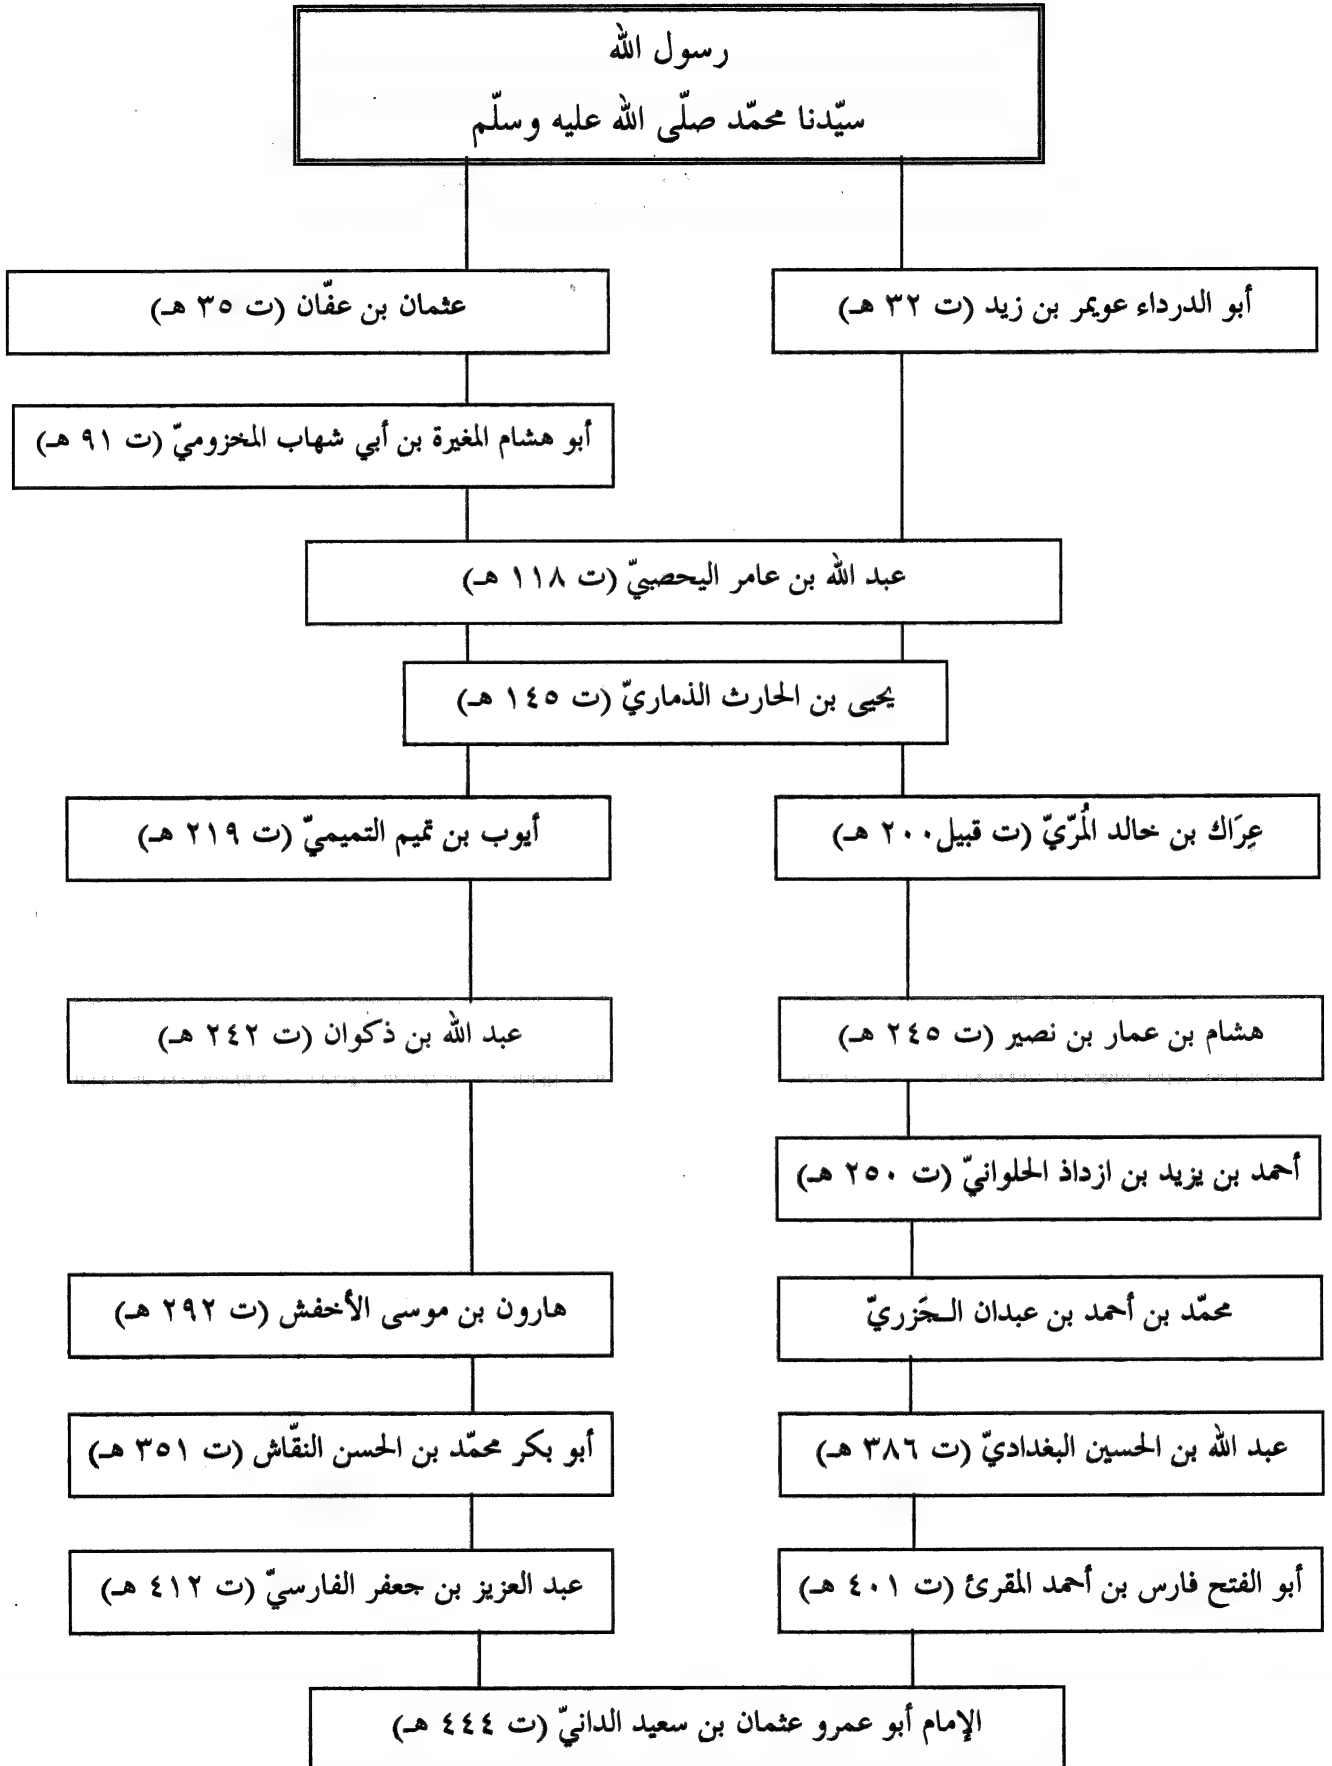 رسول الله
سيّدنا محمّد صلّى الله عليه وسلّم
أبو الدرداء عويمر بن زيد (ت ٣٢ هـ)
عثمان بن عفّان (ت ٣٥ هـ)
أبو هشام المغيرة بن أبي شهاب المخزوميّ (ت ٩١ هـ)
عبد الله بن عامر اليحصبيّ (ت ١١٨ هـ)
يحيى بن الحارث الذماريّ (ت ١٤٥ هـ)
عِرَاك بن خالد المُرّيّ (ت قبيل٢٠٠ هـ)
أيوب بن تميم التميميّ (ت ٢١٩ هـ)
هشام بن عمار بن نصير (ت ٢٤٥ هـ)
عبد الله بن ذكوان (ت ٢٤٢ هـ)
أحمد بن يزيد بن ازداذ الحلوانيّ (ت ٢٥٠ هـ)
محمّد بن أحمد بن عبدان الـجَزريّ
هارون بن موسى الأخفش (ت ٢٩٢ هـ)
عبد الله بن الحسين البغداديّ (ت ٣٨٦ هـ)
أبو بكر محمّد بن الحسن النقّاش (ت ٣٥١ هـ)
أبو الفتح فارس بن أحمد المقرئ (ت ٤٠١ هـ)
عبد العزيز بن جعفر الفارسيّ (ت ٤١٢ هـ)
الإمام أبو عمرو عثمان بن سعيد الدانيّ (ت ٤٤٤ هـ)